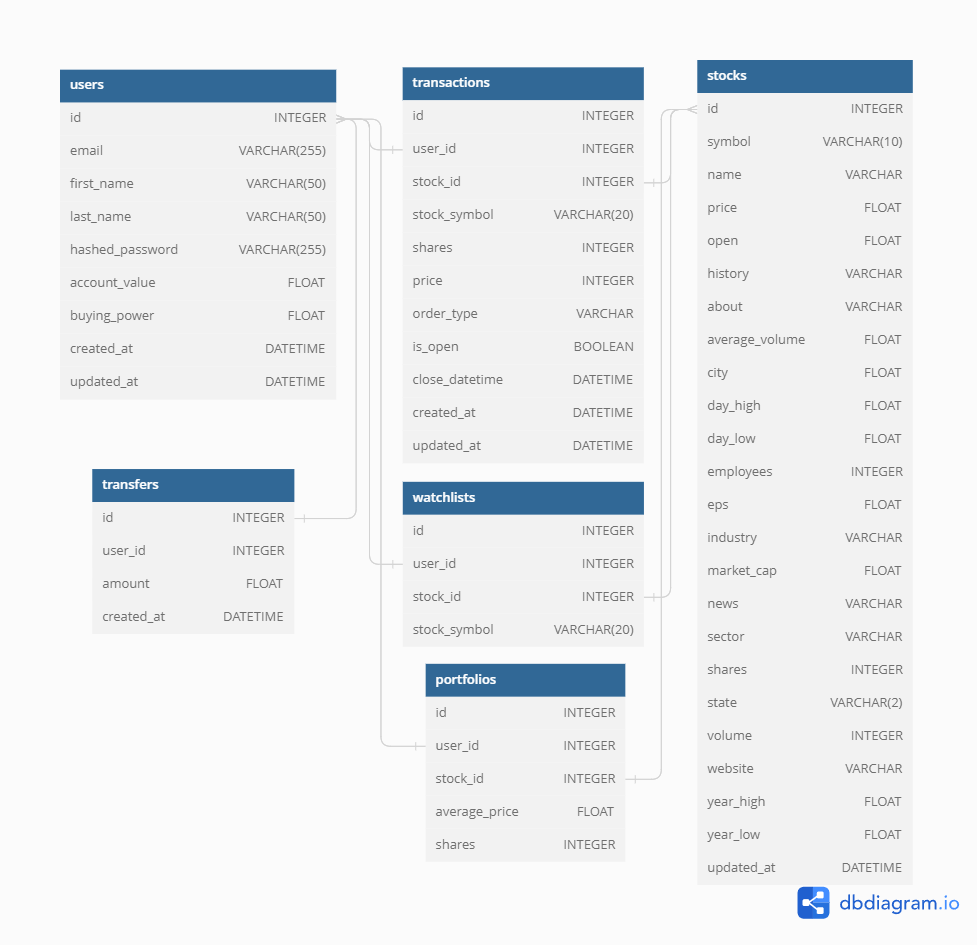 users
id INTEGER
email VARCHAR(255)
first_name VARCHAR(50)
last_name VARCHAR(50)
hashed_password VARCHAR(255)
account_value FLOAT
buying_power FLOAT
created_at DATETIME
updated_at DATETIME
transfers
id INTEGER
user_id INTEGER
amount FLOAT
created_at DATETIME
transactions
id INTEGER
user_id INTEGER
stock_id INTEGER
stock_symbol VARCHAR(20)
shares INTEGER
price INTEGER
order_type VARCHAR
is_open BOOLEAN
close_datetime DATETIME
created_at DATETIME
updated_at DATETIME
watchlists
id INTEGER
user_id INTEGER
stock_id INTEGER
stock_symbol VARCHAR(20)
portfolios
id INTEGER
user_id INTEGER
stock_id INTEGER
average_price FLOAT
shares INTEGER
stocks
id INTEGER
symbol VARCHAR(10)
name VARCHAR
price FLOAT
open FLOAT
history VARCHAR
about VARCHAR
average_volume FLOAT
city FLOAT
day_high FLOAT
day_low FLOAT
employees INTEGER
eps FLOAT
industry VARCHAR
market_cap FLOAT
news VARCHAR
sector VARCHAR
shares INTEGER
state VARCHAR(2)
volume INTEGER
website VARCHAR
year_high FLOAT
year_low FLOAT
updated_at DATETIME
dbdiagram.io